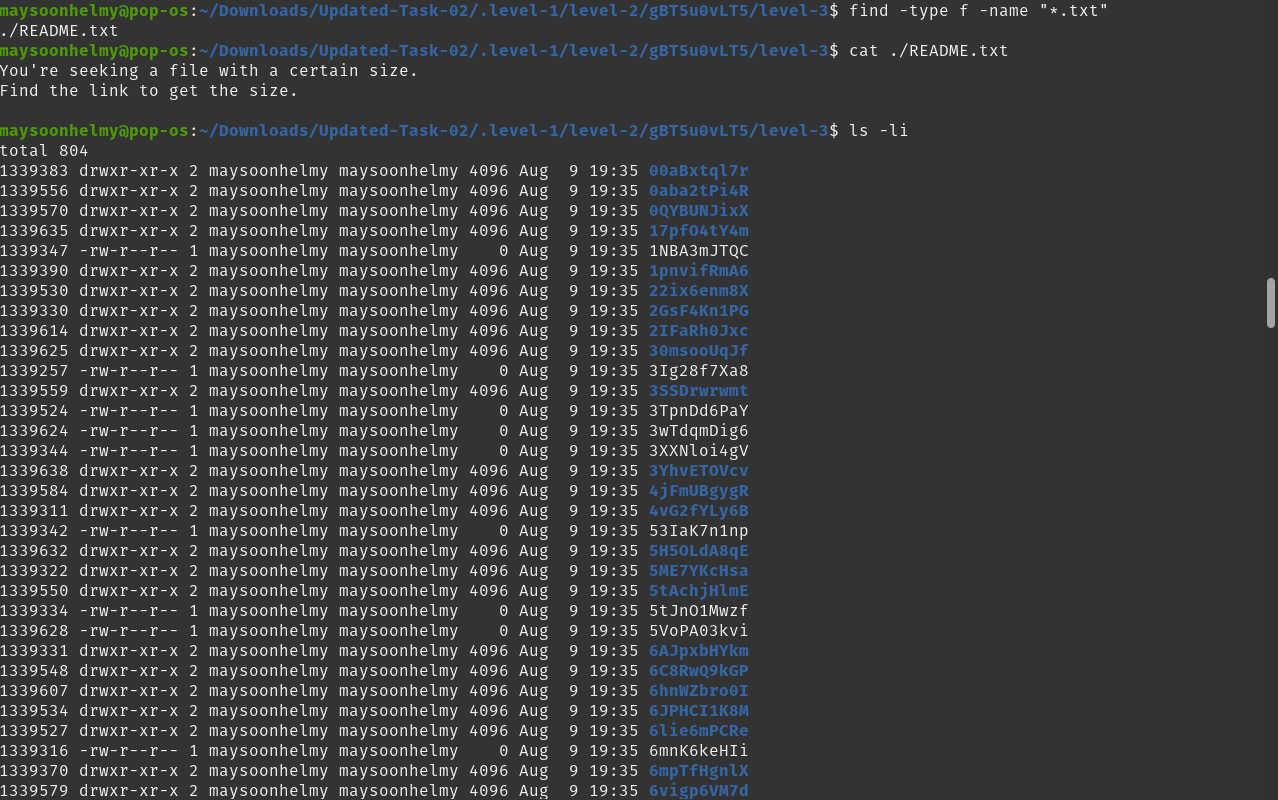 maysoonhelmy@pop-os:~/Downloads/Updated-Task-02/.level-1/level-2/gBT5u0vLT5/level-3$ find -type f -name "*.txt"
./README.txt
maysoonhelmy@pop-os:~/Downloads/Updated-Task-02/.level-1/level-2/gBT5u0vLT5/level-3$ cat ./README.txt
You're seeking a file with a certain size.
Find the link to get the size.
maysoonhelmy@pop-os:~/Downloads/Updated-Task-02/.level-1/level-2/gBT5u0vLT5/level-3$ ls -li
total 804
1339383 drwxr-xr-x 2 maysoonhelmy maysoonhelmy 4096 Aug  9 19:35 00aBxtql7r
1339556 drwxr-xr-x 2 maysoonhelmy maysoonhelmy 4096 Aug  9 19:35 0aba2tPi4R
1339570 drwxr-xr-x 2 maysoonhelmy maysoonhelmy 4096 Aug  9 19:35 0QYBUNJixX
1339635 drwxr-xr-x 2 maysoonhelmy maysoonhelmy 4096 Aug  9 19:35 17pfO4tY4m
1339347 -rw-r--r-- 1 maysoonhelmy maysoonhelmy    0 Aug  9 19:35 1NBA3mJTQC
1339390 drwxr-xr-x 2 maysoonhelmy maysoonhelmy 4096 Aug  9 19:35 1pnvifRmA6
1339530 drwxr-xr-x 2 maysoonhelmy maysoonhelmy 4096 Aug  9 19:35 22ix6enm8X
1339330 drwxr-xr-x 2 maysoonhelmy maysoonhelmy 4096 Aug  9 19:35 2GsF4Kn1PG
1339614 drwxr-xr-x 2 maysoonhelmy maysoonhelmy 4096 Aug  9 19:35 2IFaRh0Jxc
1339625 drwxr-xr-x 2 maysoonhelmy maysoonhelmy 4096 Aug  9 19:35 30msooUqJf
1339257 -rw-r--r-- 1 maysoonhelmy maysoonhelmy    0 Aug  9 19:35 3Ig28f7Xa8
1339559 drwxr-xr-x 2 maysoonhelmy maysoonhelmy 4096 Aug  9 19:35 3SSDrwrwmt
1339524 -rw-r--r-- 1 maysoonhelmy maysoonhelmy    0 Aug  9 19:35 3TpnDd6PaY
1339624 -rw-r--r-- 1 maysoonhelmy maysoonhelmy    0 Aug  9 19:35 3wTdqmDig6
1339344 -rw-r--r-- 1 maysoonhelmy maysoonhelmy    0 Aug  9 19:35 3XXNloi4gV
1339638 drwxr-xr-x 2 maysoonhelmy maysoonhelmy 4096 Aug  9 19:35 3YhvETOVcv
1339584 drwxr-xr-x 2 maysoonhelmy maysoonhelmy 4096 Aug  9 19:35 4jFmUBgygR
1339311 drwxr-xr-x 2 maysoonhelmy maysoonhelmy 4096 Aug  9 19:35 4vG2fYLy6B
1339342 -rw-r--r-- 1 maysoonhelmy maysoonhelmy    0 Aug  9 19:35 53IaK7n1np
1339632 drwxr-xr-x 2 maysoonhelmy maysoonhelmy 4096 Aug  9 19:35 5H5OLdA8qE
1339322 drwxr-xr-x 2 maysoonhelmy maysoonhelmy 4096 Aug  9 19:35 5ME7YKcHsa
1339550 drwxr-xr-x 2 maysoonhelmy maysoonhelmy 4096 Aug  9 19:35 5tAchjHlmE
1339334 -rw-r--r-- 1 maysoonhelmy maysoonhelmy    0 Aug  9 19:35 5tJnO1Mwzf
1339628 -rw-r--r-- 1 maysoonhelmy maysoonhelmy    0 Aug  9 19:35 5VoPA03kvi
1339331 drwxr-xr-x 2 maysoonhelmy maysoonhelmy 4096 Aug  9 19:35 6AJpxbHYkm
1339548 drwxr-xr-x 2 maysoonhelmy maysoonhelmy 4096 Aug  9 19:35 6C8RwQ9kGP
1339607 drwxr-xr-x 2 maysoonhelmy maysoonhelmy 4096 Aug  9 19:35 6hnWZbro0I
1339534 drwxr-xr-x 2 maysoonhelmy maysoonhelmy 4096 Aug  9 19:35 6JPHCI1K8M
1339527 drwxr-xr-x 2 maysoonhelmy maysoonhelmy 4096 Aug  9 19:35 6lie6mPCRe
1339316 -rw-r--r-- 1 maysoonhelmy maysoonhelmy    0 Aug  9 19:35 6mnK6keHIi
1339370 drwxr-xr-x 2 maysoonhelmy maysoonhelmy 4096 Aug  9 19:35 6mpTfHgnlX
1339579 drwxr-xr-x 2 maysoonhelmy maysoonhelmy 4096 Aug  9 19:35 6vigp6VM7d